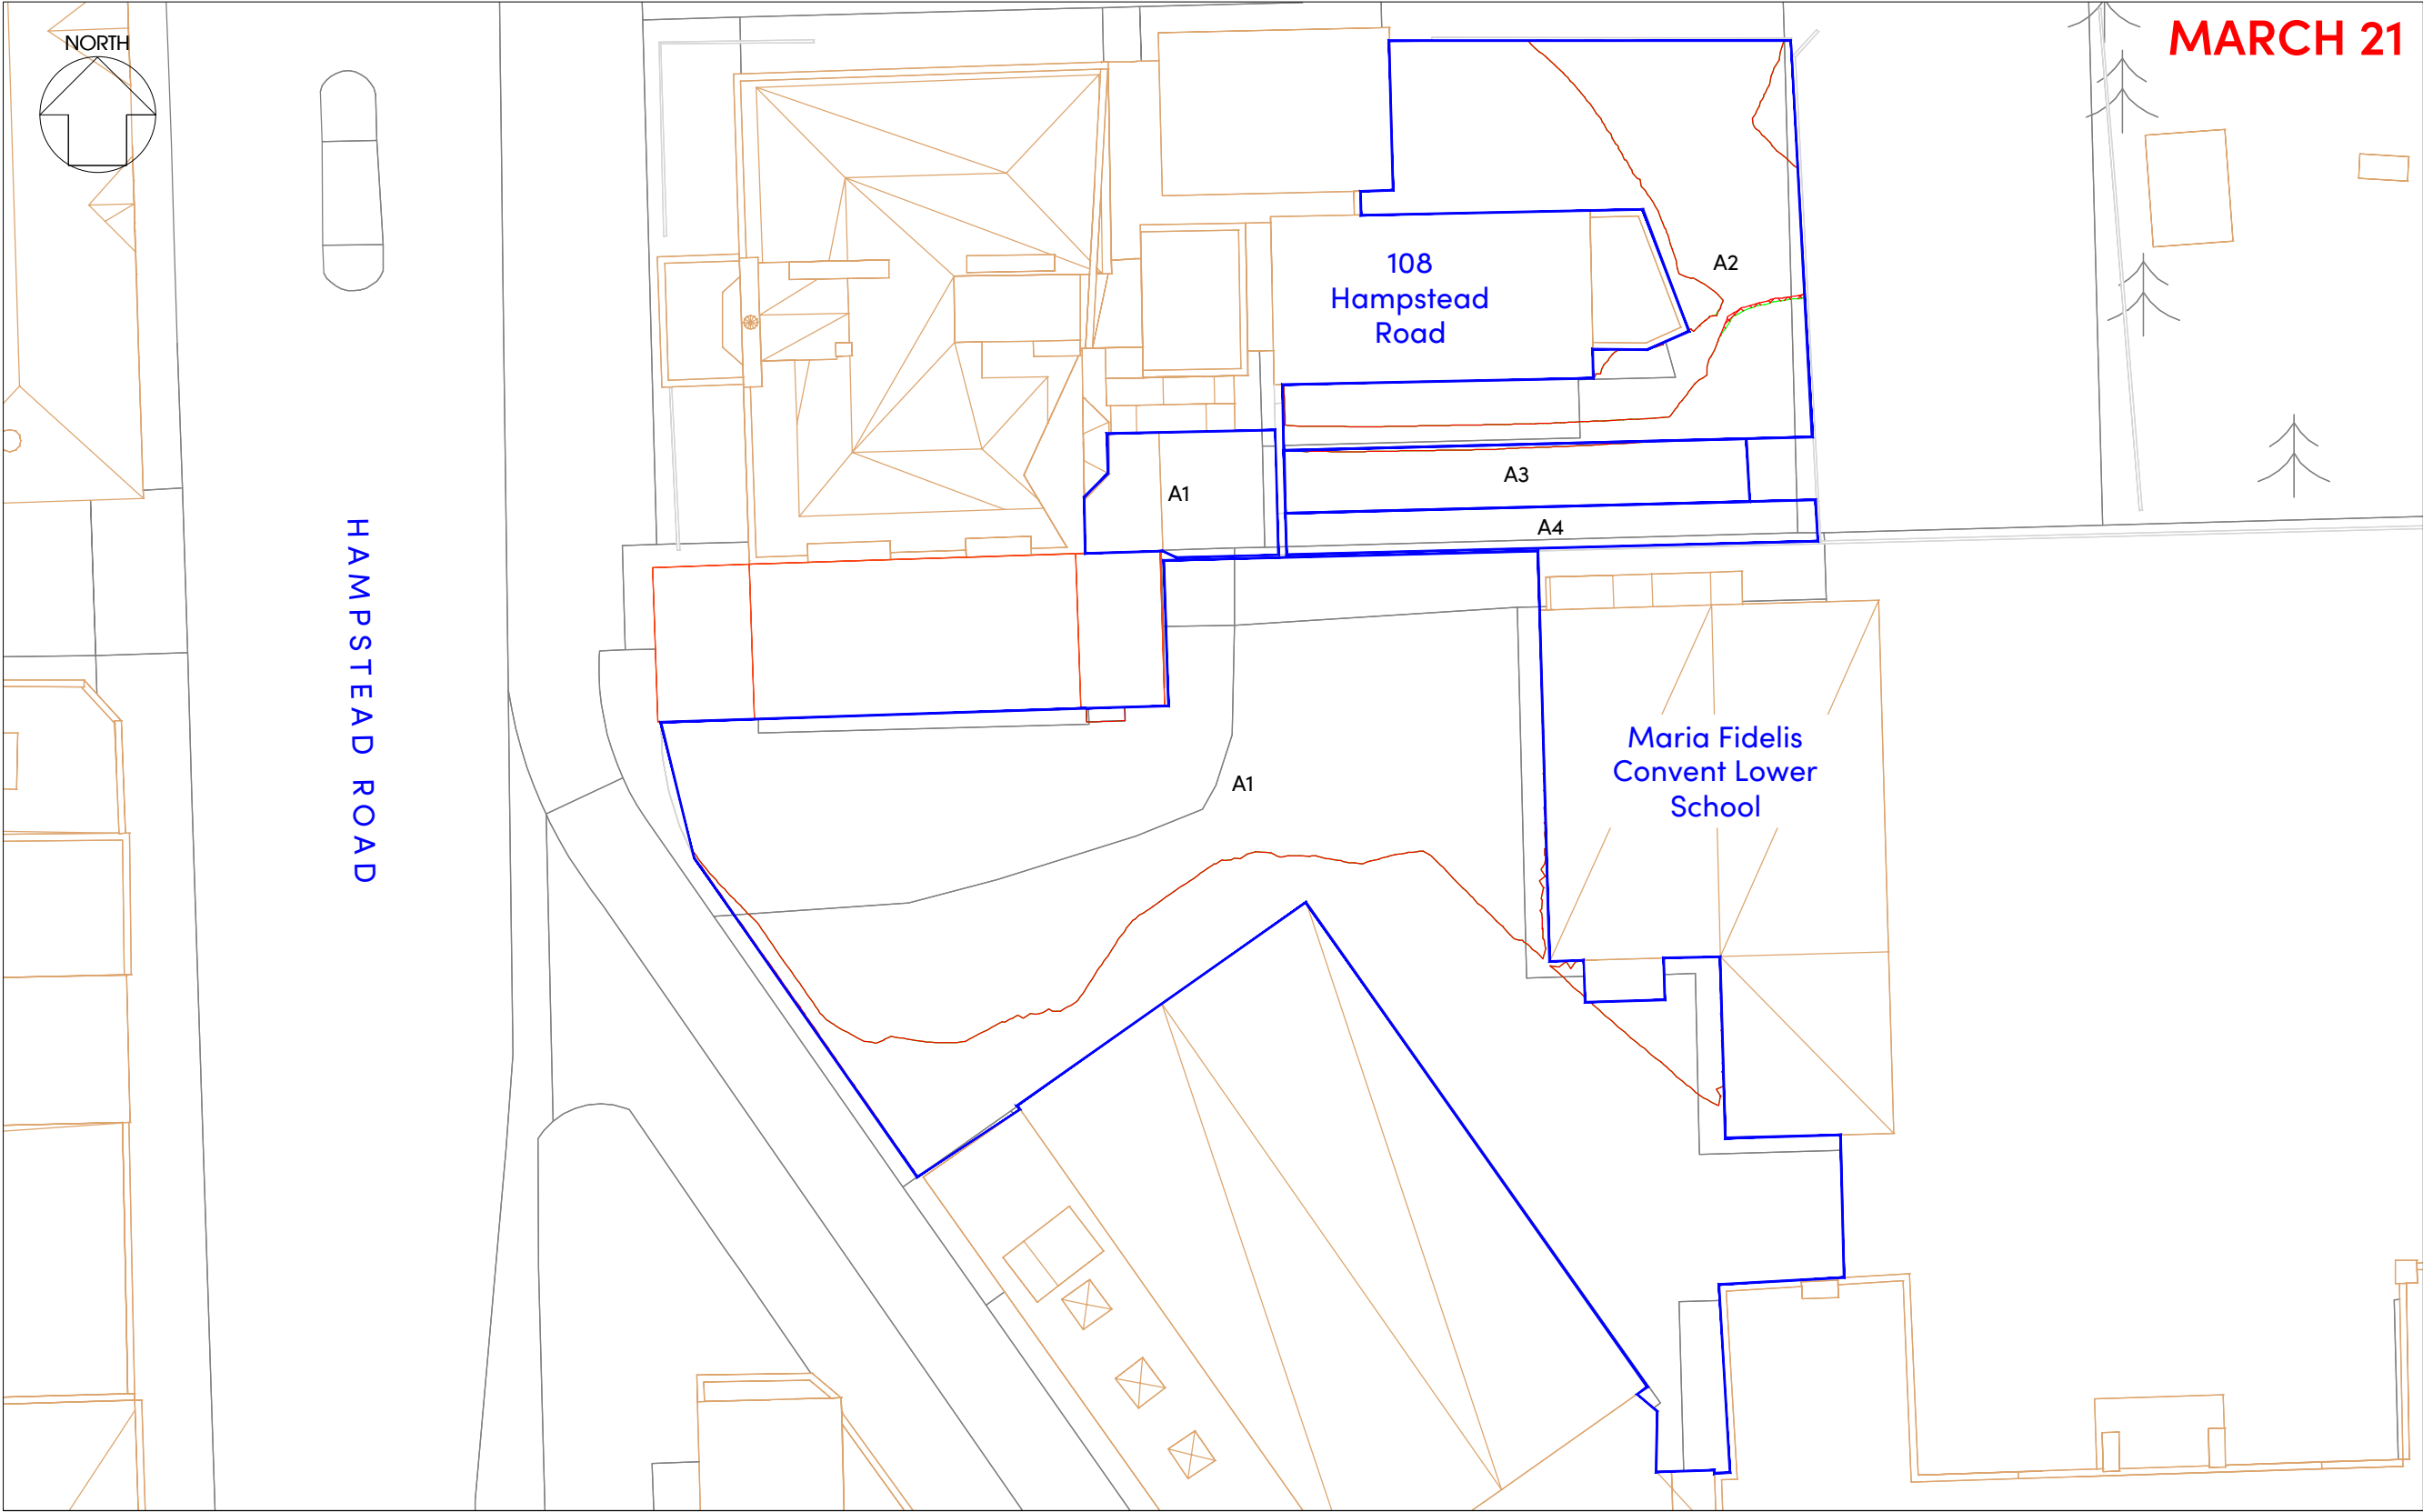 NORTH
MARCH 21
108
Hampstead
Road
A2
A1
A3
A4
HAMPSTEAD ROAD
Maria Fidelis
Convent Lower
School
A1